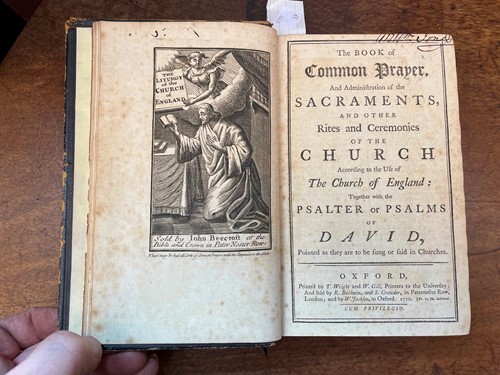 THE
LITURGY
of the
CHURCH
of
ENGLAND
Sold by Iohn Beecroft at the
Bible and Crown in Pater Noster Row.
The BOOK of
Common Prayer,
And Administration of the
SACRAMENTS,
AND OTHER
Rites and Ceremonies
OF THE
CHURCH
According to the Use of
The Church of England:
Together with the
PSALTER or PSALMS
OF
DAVID,
Pointed as they are to be sung or said in Churches.
OXFORD,
Printed by T. Wright and W. Gill, Printers to the University:
And sold by R. Baldwin, and S. Crowder, in Paternoster Row,
London; and by W. Jackson, in Oxford. 1770.
CUM PRIVILEGIO.